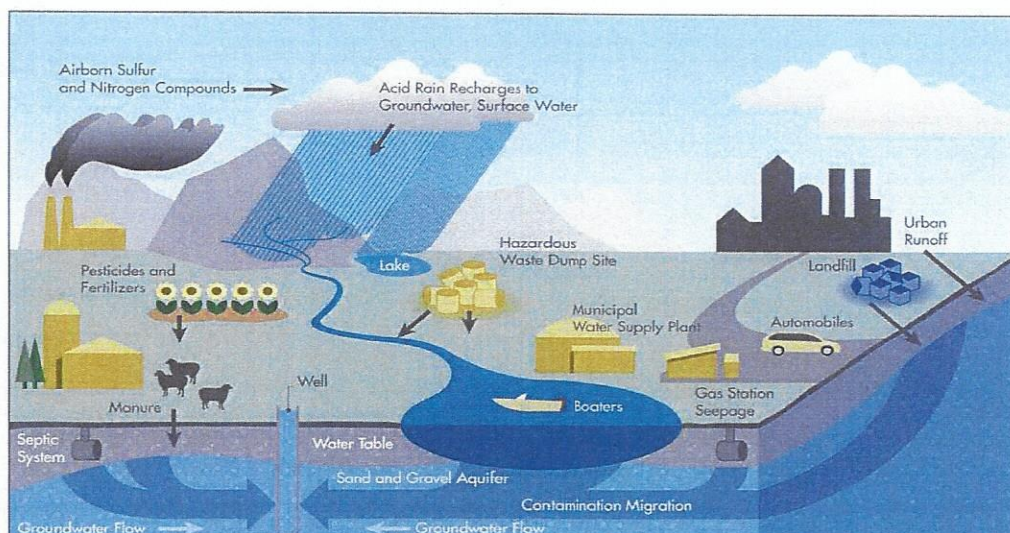 Airborn Sulfur
and Nitrogen Compounds
Acid Rain Recharges to
Groundwater, Surface Water
Urban
Runoff
Hazardous
Waste Dump Site
Lake
Landfill
Pesticides and
Fertilizers
Municipal
Water Supply Plant
Automobiles
Well
Boaters
Gas Station
Seepage
Manure
Septic
System
Water Table
Sand and Gravel Aquifer
Contamination Migration
Groundwater Flow
Groundwater Flow